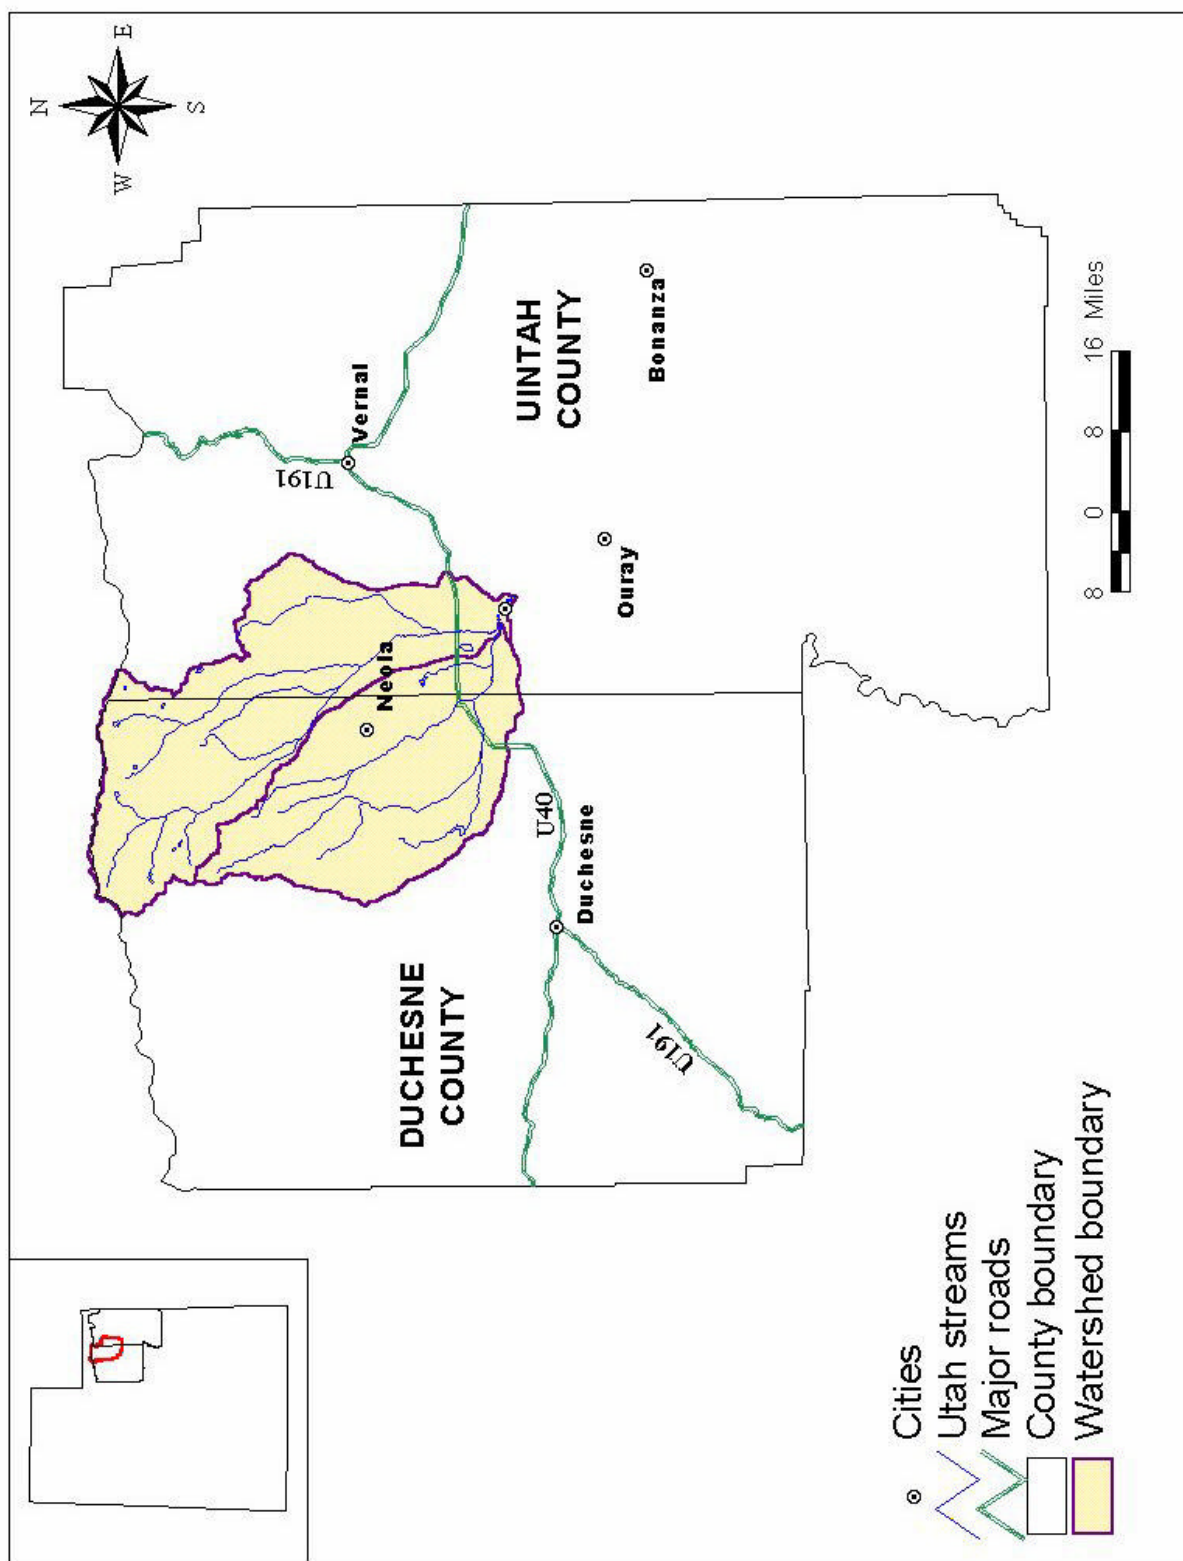 N
W
E
S
U191
Vernal
UINTAH
COUNTY
Bonanza
Ouray
Neola
U40
Duchesne
DUCHESNE
COUNTY
U191
8 0 8 16 Miles
Cities
Utah streams
Major roads
County boundary
Watershed boundary